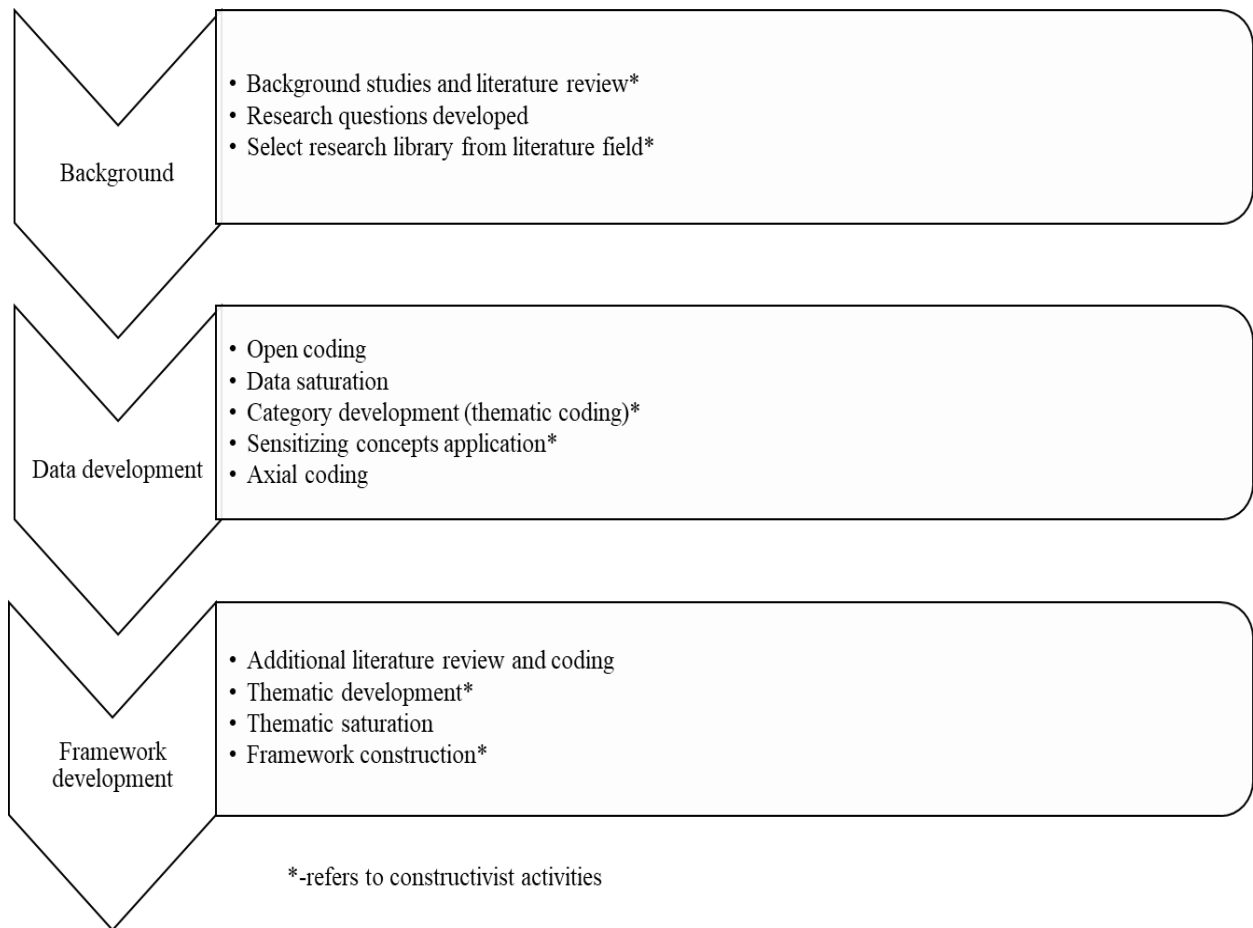 Background
• Background studies and literature review*
• Research questions developed
• Select research library from literature field*
Data development
• Open coding
• Data saturation
• Category development (thematic coding)*
• Sensitizing concepts application*
• Axial coding
Framework
development
• Additional literature review and coding
• Thematic development*
• Thematic saturation
• Framework construction*
*-refers to constructivist activities